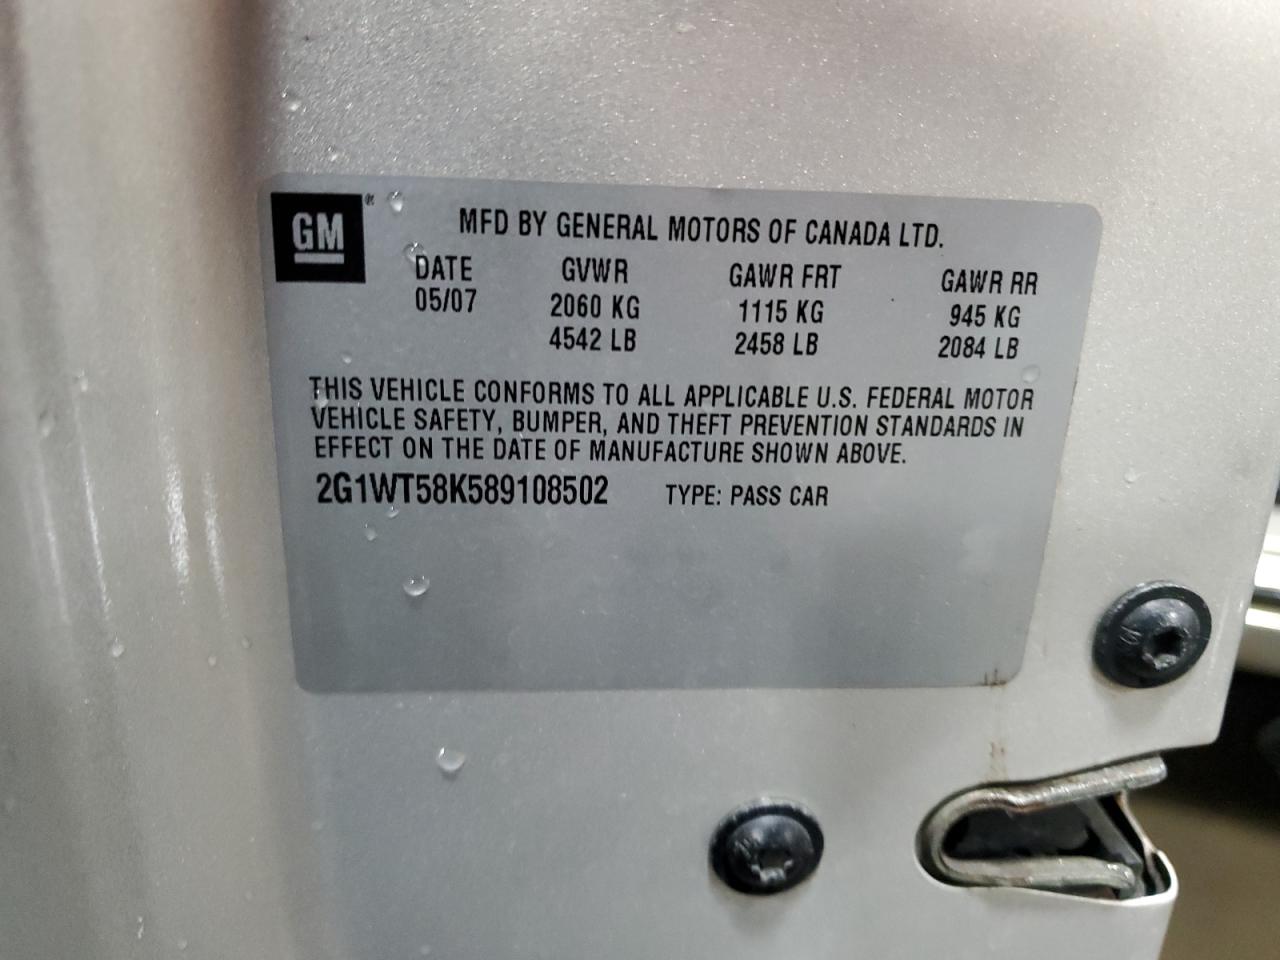 GM ®
MFD BY GENERAL MOTORS OF CANADA LTD.
DATE GVWR GAWR FRT GAWR RR
05/07 2060 KG 1115 KG 945 KG
4542 LB 2458 LB 2084 LB
THIS VEHICLE CONFORMS TO ALL APPLICABLE U.S. FEDERAL MOTOR
VEHICLE SAFETY, BUMPER, AND THEFT PREVENTION STANDARDS IN
EFFECT ON THE DATE OF MANUFACTURE SHOWN ABOVE.
2G1WT58K589108502 TYPE: PASS CAR